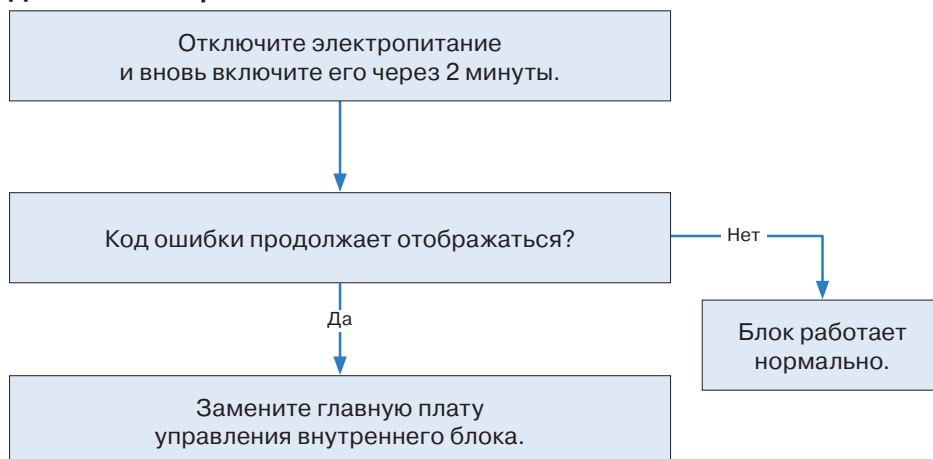 Отключите электропитание
и вновь включите его через 2 минуты.
Код ошибки продолжает отображаться?
Нет
Да
Блок работает
нормально.
Замените главную плату
управления внутреннего блока.